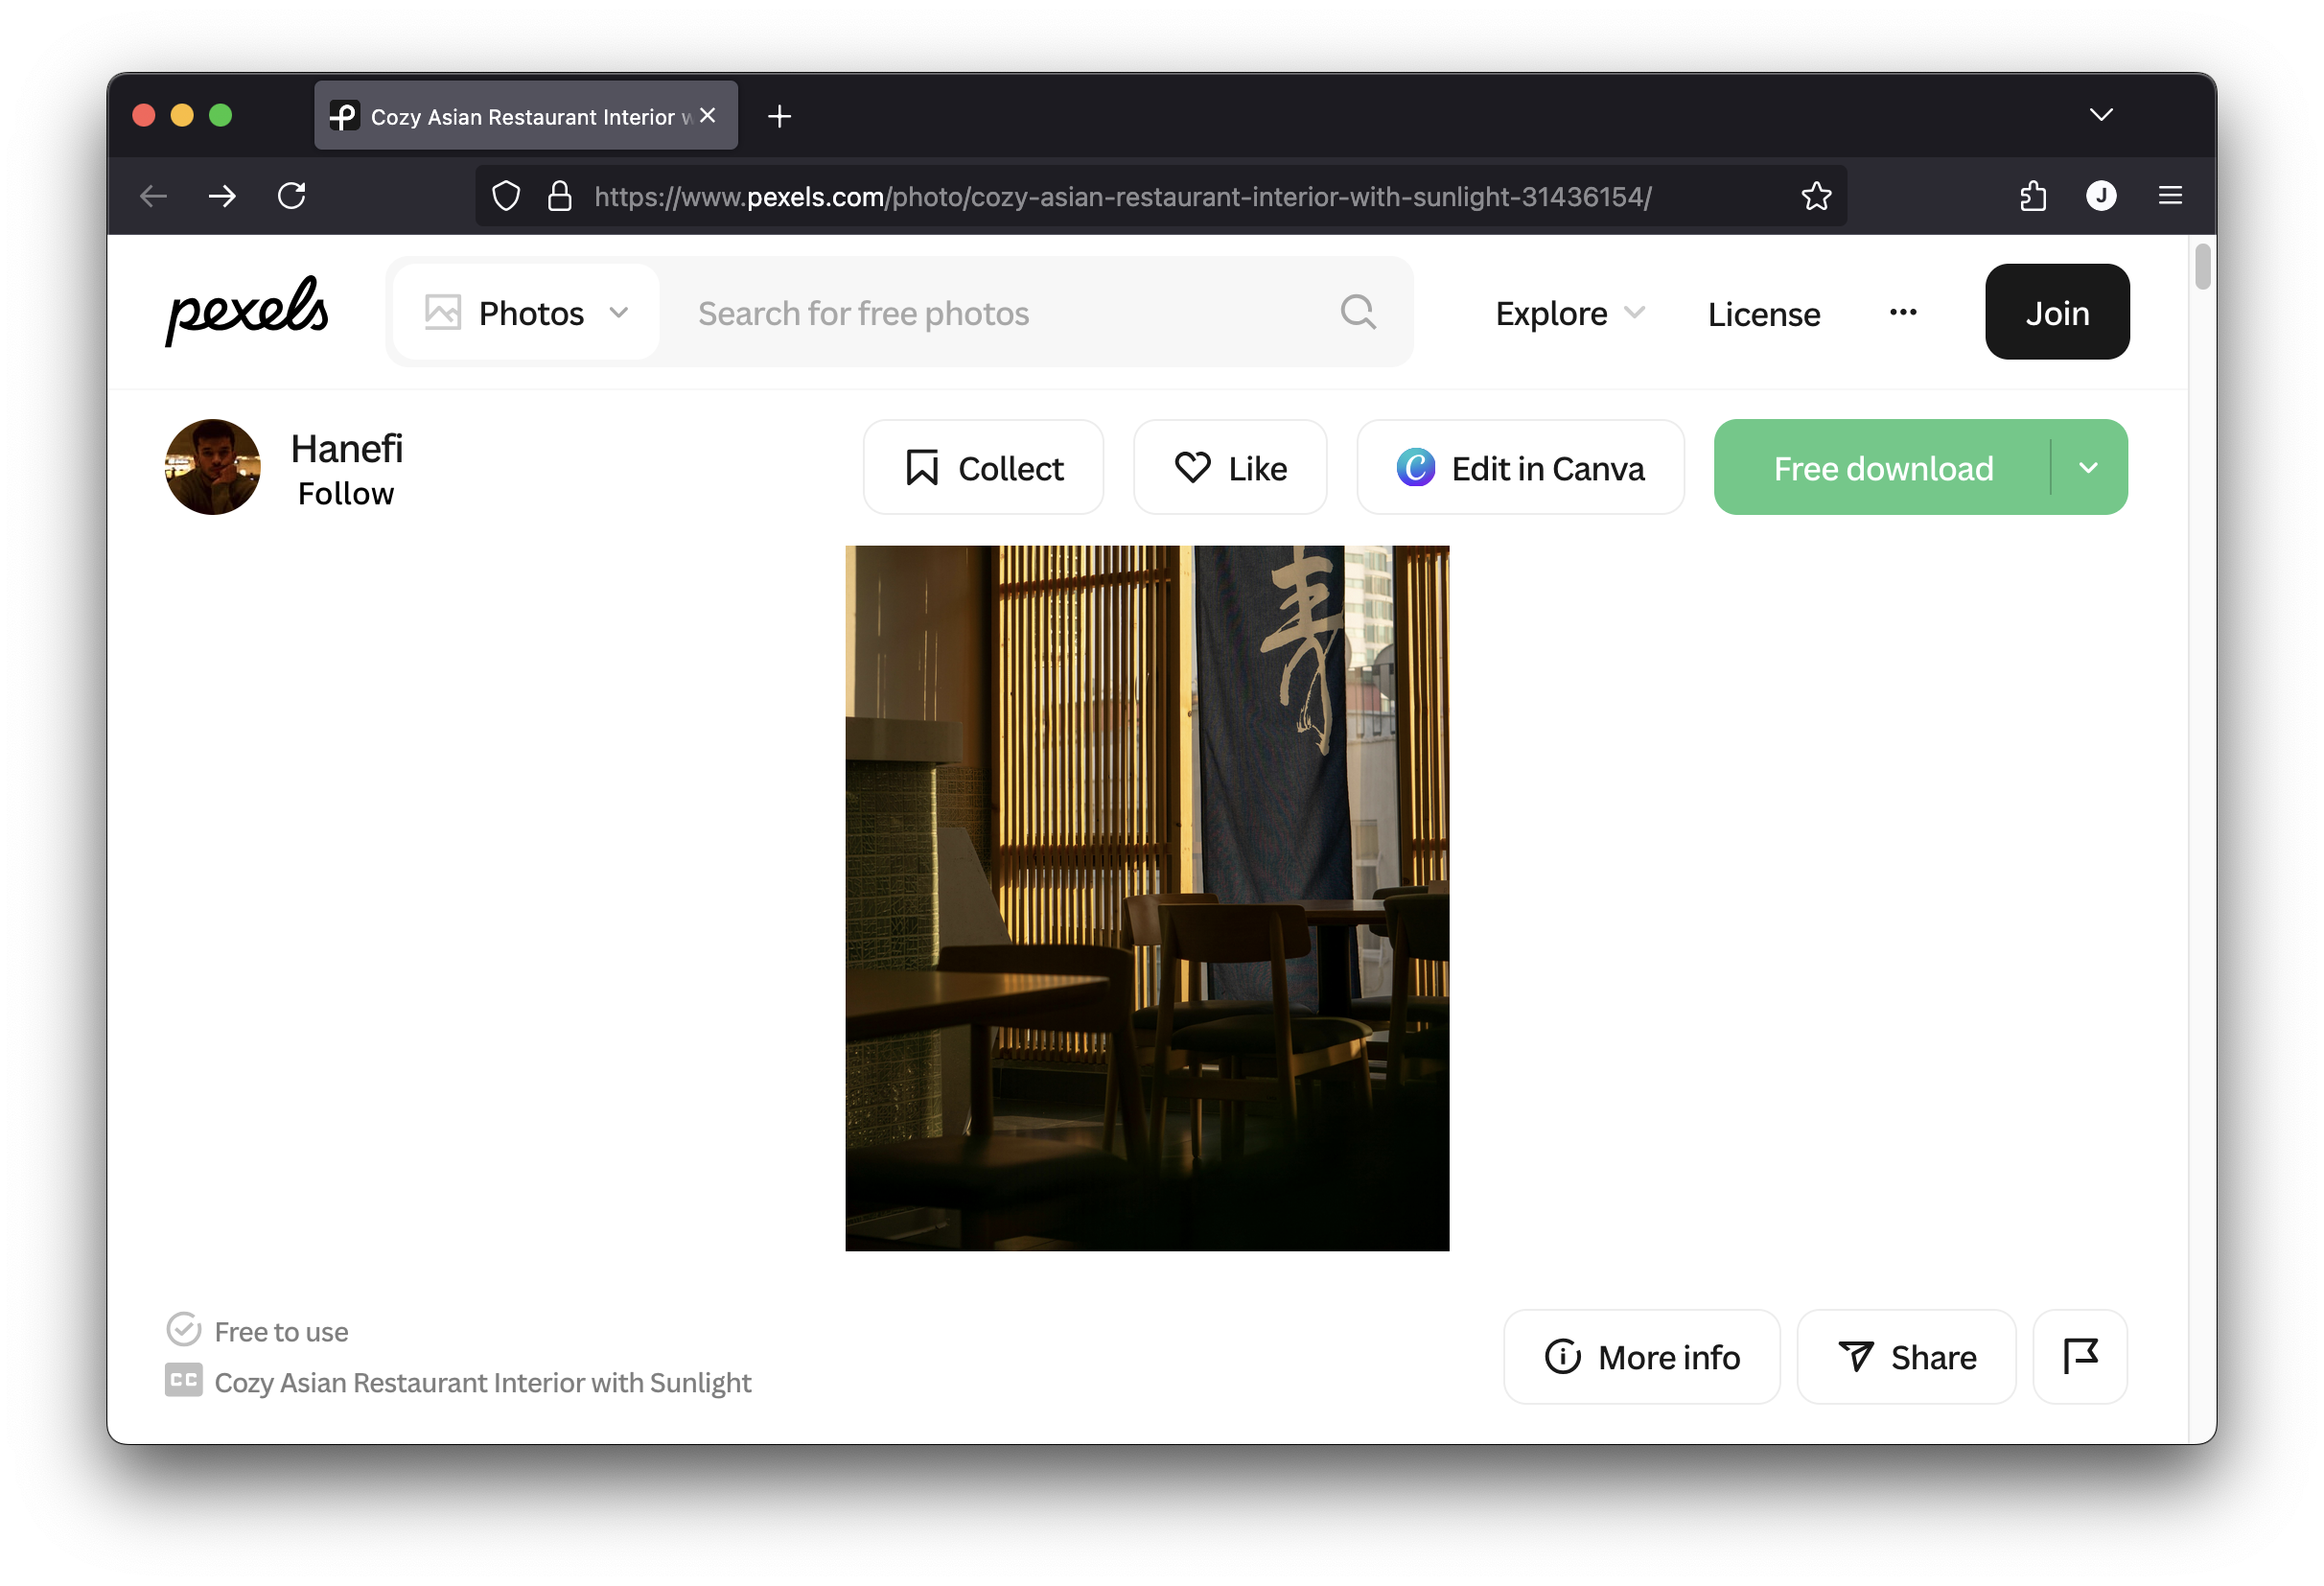 Cozy Asian Restaurant Interior
https://www.pexels.com/photo/cozy-asian-restaurant-interior-with-sunlight-31436154/
J
pexels
Photos
Search for free photos
Explore
License
Join
Hanefi
Follow
Collect
Like
Edit in Canva
Free download
寿
Free to use
CC Cozy Asian Restaurant Interior with Sunlight
More info
Share